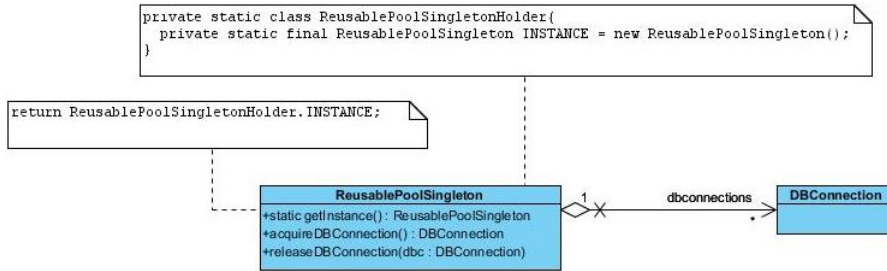 private static class ReusablePoolSingletonHolder{
private static final ReusablePoolSingleton INSTANCE = new ReusablePoolSingleton();
}
return ReusablePoolSingletonHolder.INSTANCE;
ReusablePoolSingleton
+static getInstance() : ReusablePoolSingleton
+acquireDBConnection() : DBConnection
+releaseDBConnection(dbc : DBConnection)
1
dbconnections
*
DBConnection